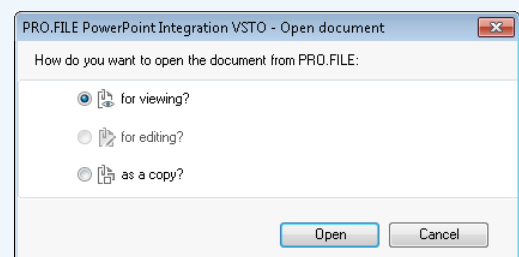 PRO.FILE PowerPoint Integration VSTO - Open document
How do you want to open the document from PRO.FILE:
for viewing?
for editing?
as a copy?
Open Cancel